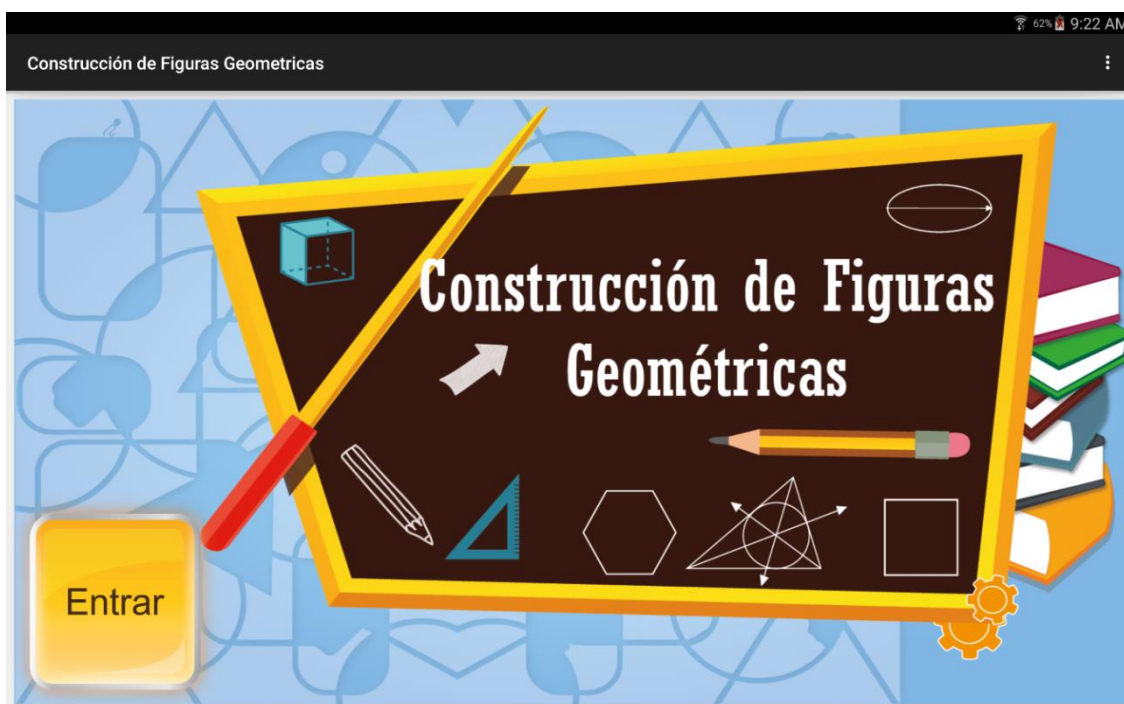 62% 9:22 AM
Construcción de Figuras Geometricas
Construcción de Figuras
Geométricas
Entrar